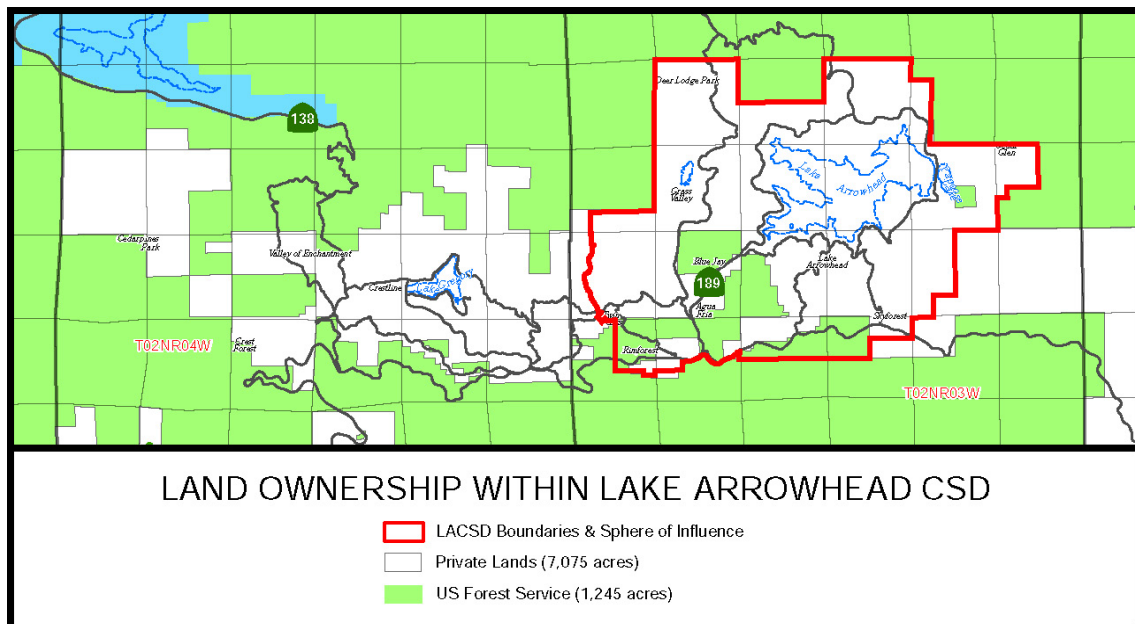 Deer Lodge Park
138
Glen
Lake
Arrowhead
Grass
Valley
Cedarpines
Park
Valley of Enchantment
Blue Jay
Lake
Arrowhead
Crestline
Lake Gregory
189
Agua
Fria
Twin
Skyforest
Crest
Forest
T02NR04W
Rimforest
T02NR03W
LAND OWNERSHIP WITHIN LAKE ARROWHEAD CSD
LACSD Boundaries & Sphere of Influence
Private Lands (7,075 acres)
US Forest Service (1,245 acres)